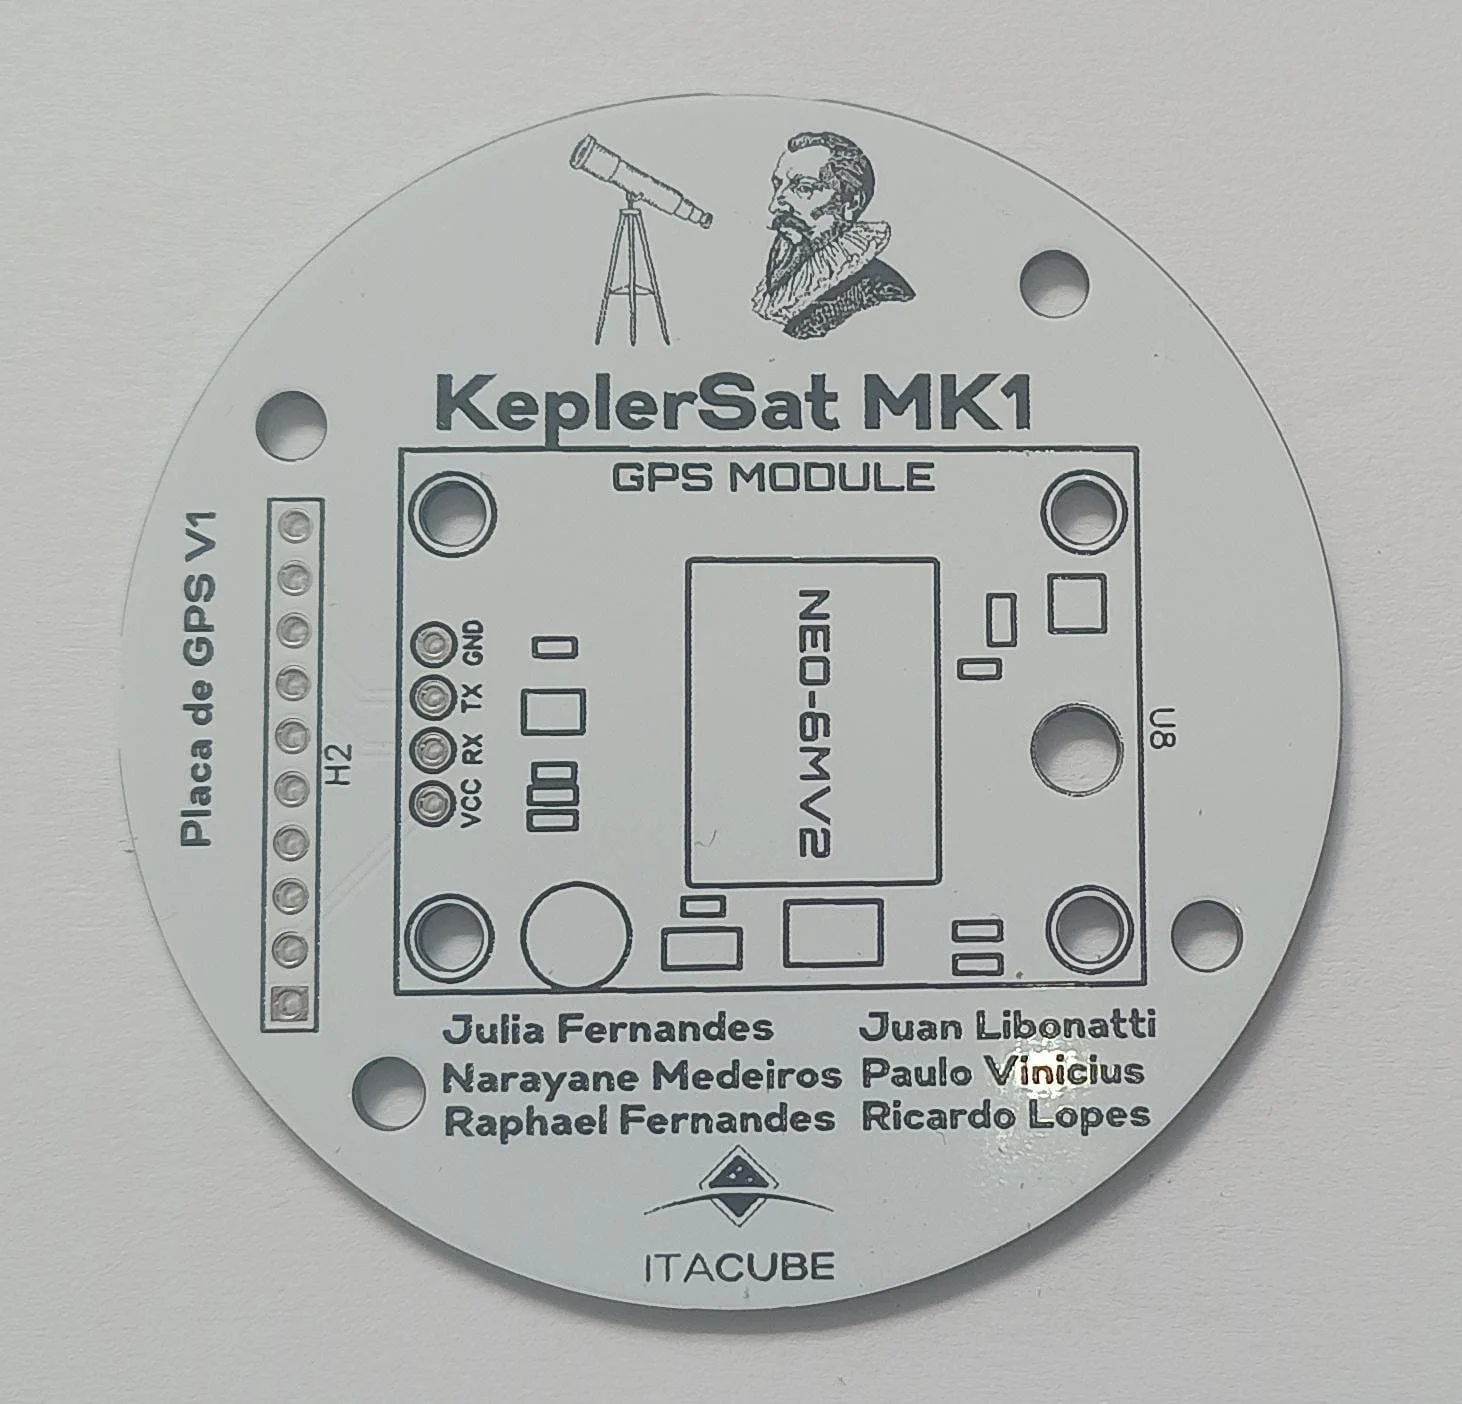 KeplerSat MK1
GPS MODULE
Placa de GPS V1
H2
GND
TX
RX
VCC
NEO-6MV2
U8
Julia Fernandes
Juan Libonatti
Narayane Medeiros
Paulo Vinicius
Raphael Fernandes
Ricardo Lopes
ITACUBE